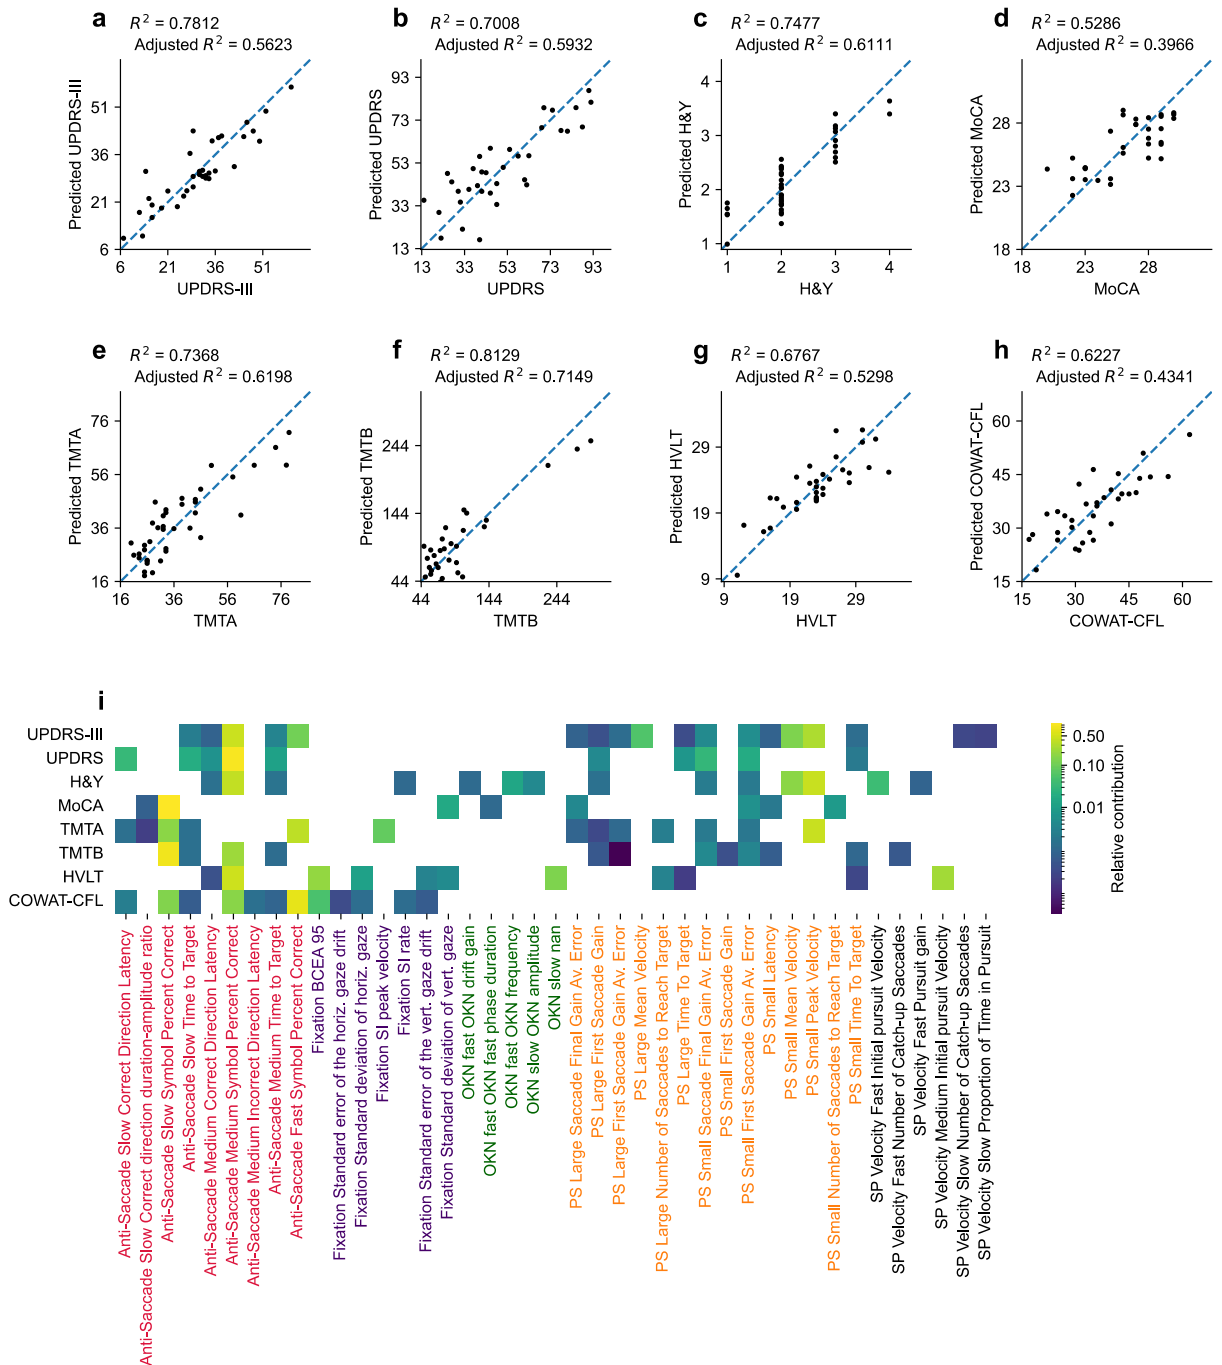 a
R² = 0.7812
Adjusted R² = 0.5623
Predicted UPDRS-III
51
36
21
6
6 21 36 51
UPDRS-III
b
R² = 0.7008
Adjusted R² = 0.5932
Predicted UPDRS
93
73
53
33
13
13 33 53 73 93
UPDRS
c
R² = 0.7477
Adjusted R² = 0.6111
Predicted H&Y
4
3
2
1
1 2 3 4
H&Y
d
R² = 0.5286
Adjusted R² = 0.3966
Predicted MoCA
28
23
18
18 23 28
MoCA
e
R² = 0.7368
Adjusted R² = 0.6198
Predicted TMTA
76
56
36
16
16 36 56 76
TMTA
f
R² = 0.8129
Adjusted R² = 0.7149
Predicted TMTB
244
144
44
44 144 244
TMTB
g
R² = 0.6767
Adjusted R² = 0.5298
Predicted HVLT
29
19
9
9 19 29
HVLT
h
R² = 0.6227
Adjusted R² = 0.4341
Predicted COWAT-CFL
60
45
30
15
15 30 45 60
COWAT-CFL
i
UPDRS-III
UPDRS
H&Y
MoCA
TMTA
TMTB
HVLT
COWAT-CFL
Anti-Saccade Slow Correct Direction Latency
Anti-Saccade Slow Correct direction duration-amplitude ratio
Anti-Saccade Slow Symbol Percent Correct
Anti-Saccade Slow Time to Target
Anti-Saccade Medium Correct Direction Latency
Anti-Saccade Medium Symbol Percent Correct
Anti-Saccade Medium Incorrect Direction Latency
Anti-Saccade Medium Time to Target
Anti-Saccade Fast Symbol Percent Correct
Fixation BCEA 95
Fixation Standard error of the horiz. gaze drift
Fixation Standard deviation of horiz. gaze
Fixation SI peak velocity
Fixation SI rate
Fixation Standard error of the vert. gaze drift
Fixation Standard deviation of vert. gaze
OKN fast OKN drift gain
OKN fast OKN fast phase duration
OKN fast OKN frequency
OKN slow OKN amplitude
OKN slow nan
PS Large Saccade Final Gain Av. Error
PS Large First Saccade Gain
PS Large First Saccade Gain Av. Error
PS Large Mean Velocity
PS Large Number of Saccades to Reach Target
PS Large Time To Target
PS Small Saccade Final Gain Av. Error
PS Small First Saccade Gain
PS Small First Saccade Gain Av. Error
PS Small Latency
PS Small Mean Velocity
PS Small Peak Velocity
PS Small Number of Saccades to Reach Target
PS Small Time To Target
SP Velocity Fast Initial pursuit Velocity
SP Velocity Fast Number of Catch-up Saccades
SP Velocity Fast Pursuit gain
SP Velocity Medium Initial pursuit Velocity
SP Velocity Slow Number of Catch-up Saccades
SP Velocity Slow Proportion of Time in Pursuit
0.50
0.10
0.01
Relative contribution